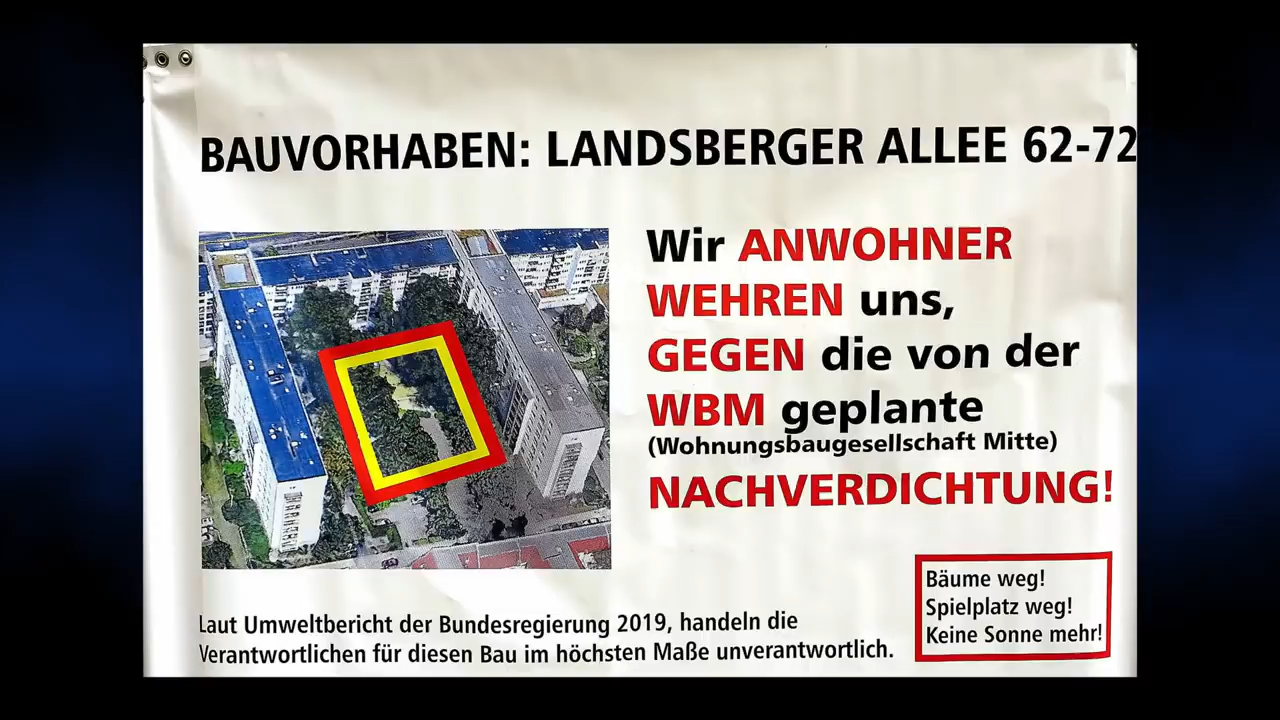 BAUVORHABEN: LANDSBERGER ALLEE 62-72
Wir ANWOHNER
WEHREN uns,
GEGEN die von der
WBM geplante
(Wohnungsbaugesellschaft Mitte)
NACHVERDICHTUNG!
Bäume weg!
Spielplatz weg!
Keine Sonne mehr!
Laut Umweltbericht der Bundesregierung 2019, handeln die
Verantwortlichen für diesen Bau im höchsten Maße unverantwortlich.